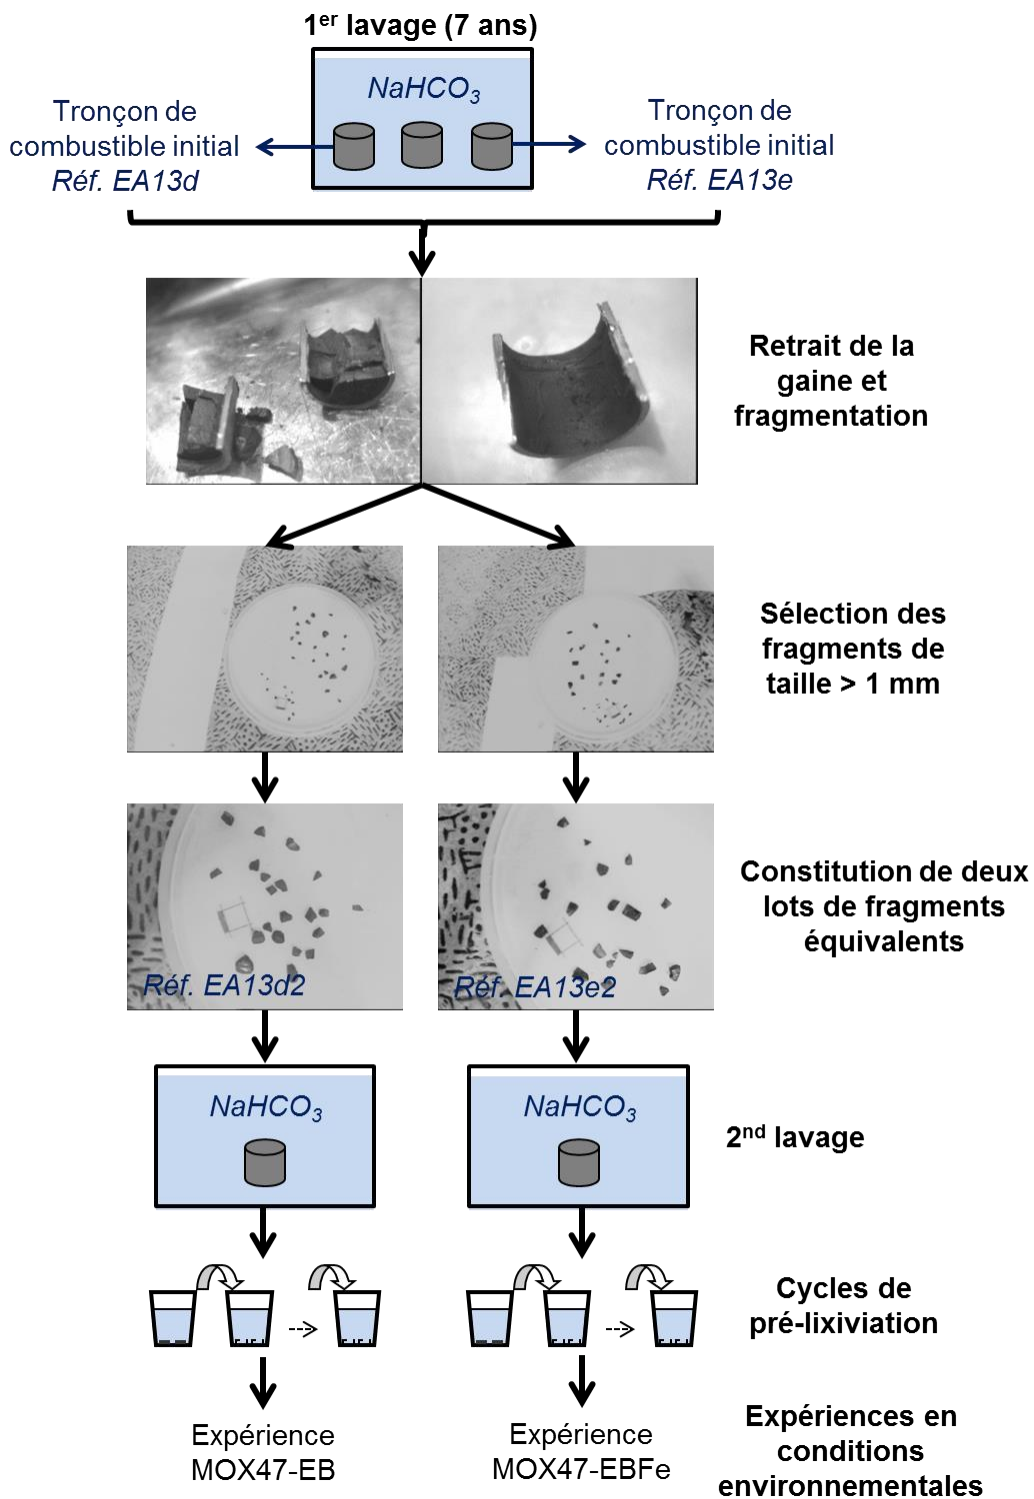 1er lavage (7 ans)
NaHCO3
Tronçon de
combustible initial
Réf. EA13d
Tronçon de
combustible initial
Réf. EA13e
Retrait de la
gaine et
fragmentation
Sélection des
fragments de
taille > 1 mm
Constitution de deux
lots de fragments
équivalents
Réf. EA13d2
Réf. EA13e2
NaHCO3
NaHCO3
2nd lavage
Cycles de
pré-lixiviation
Expérience
MOX47-EB
Expérience
MOX47-EBFe
Expériences en
conditions
environnementales